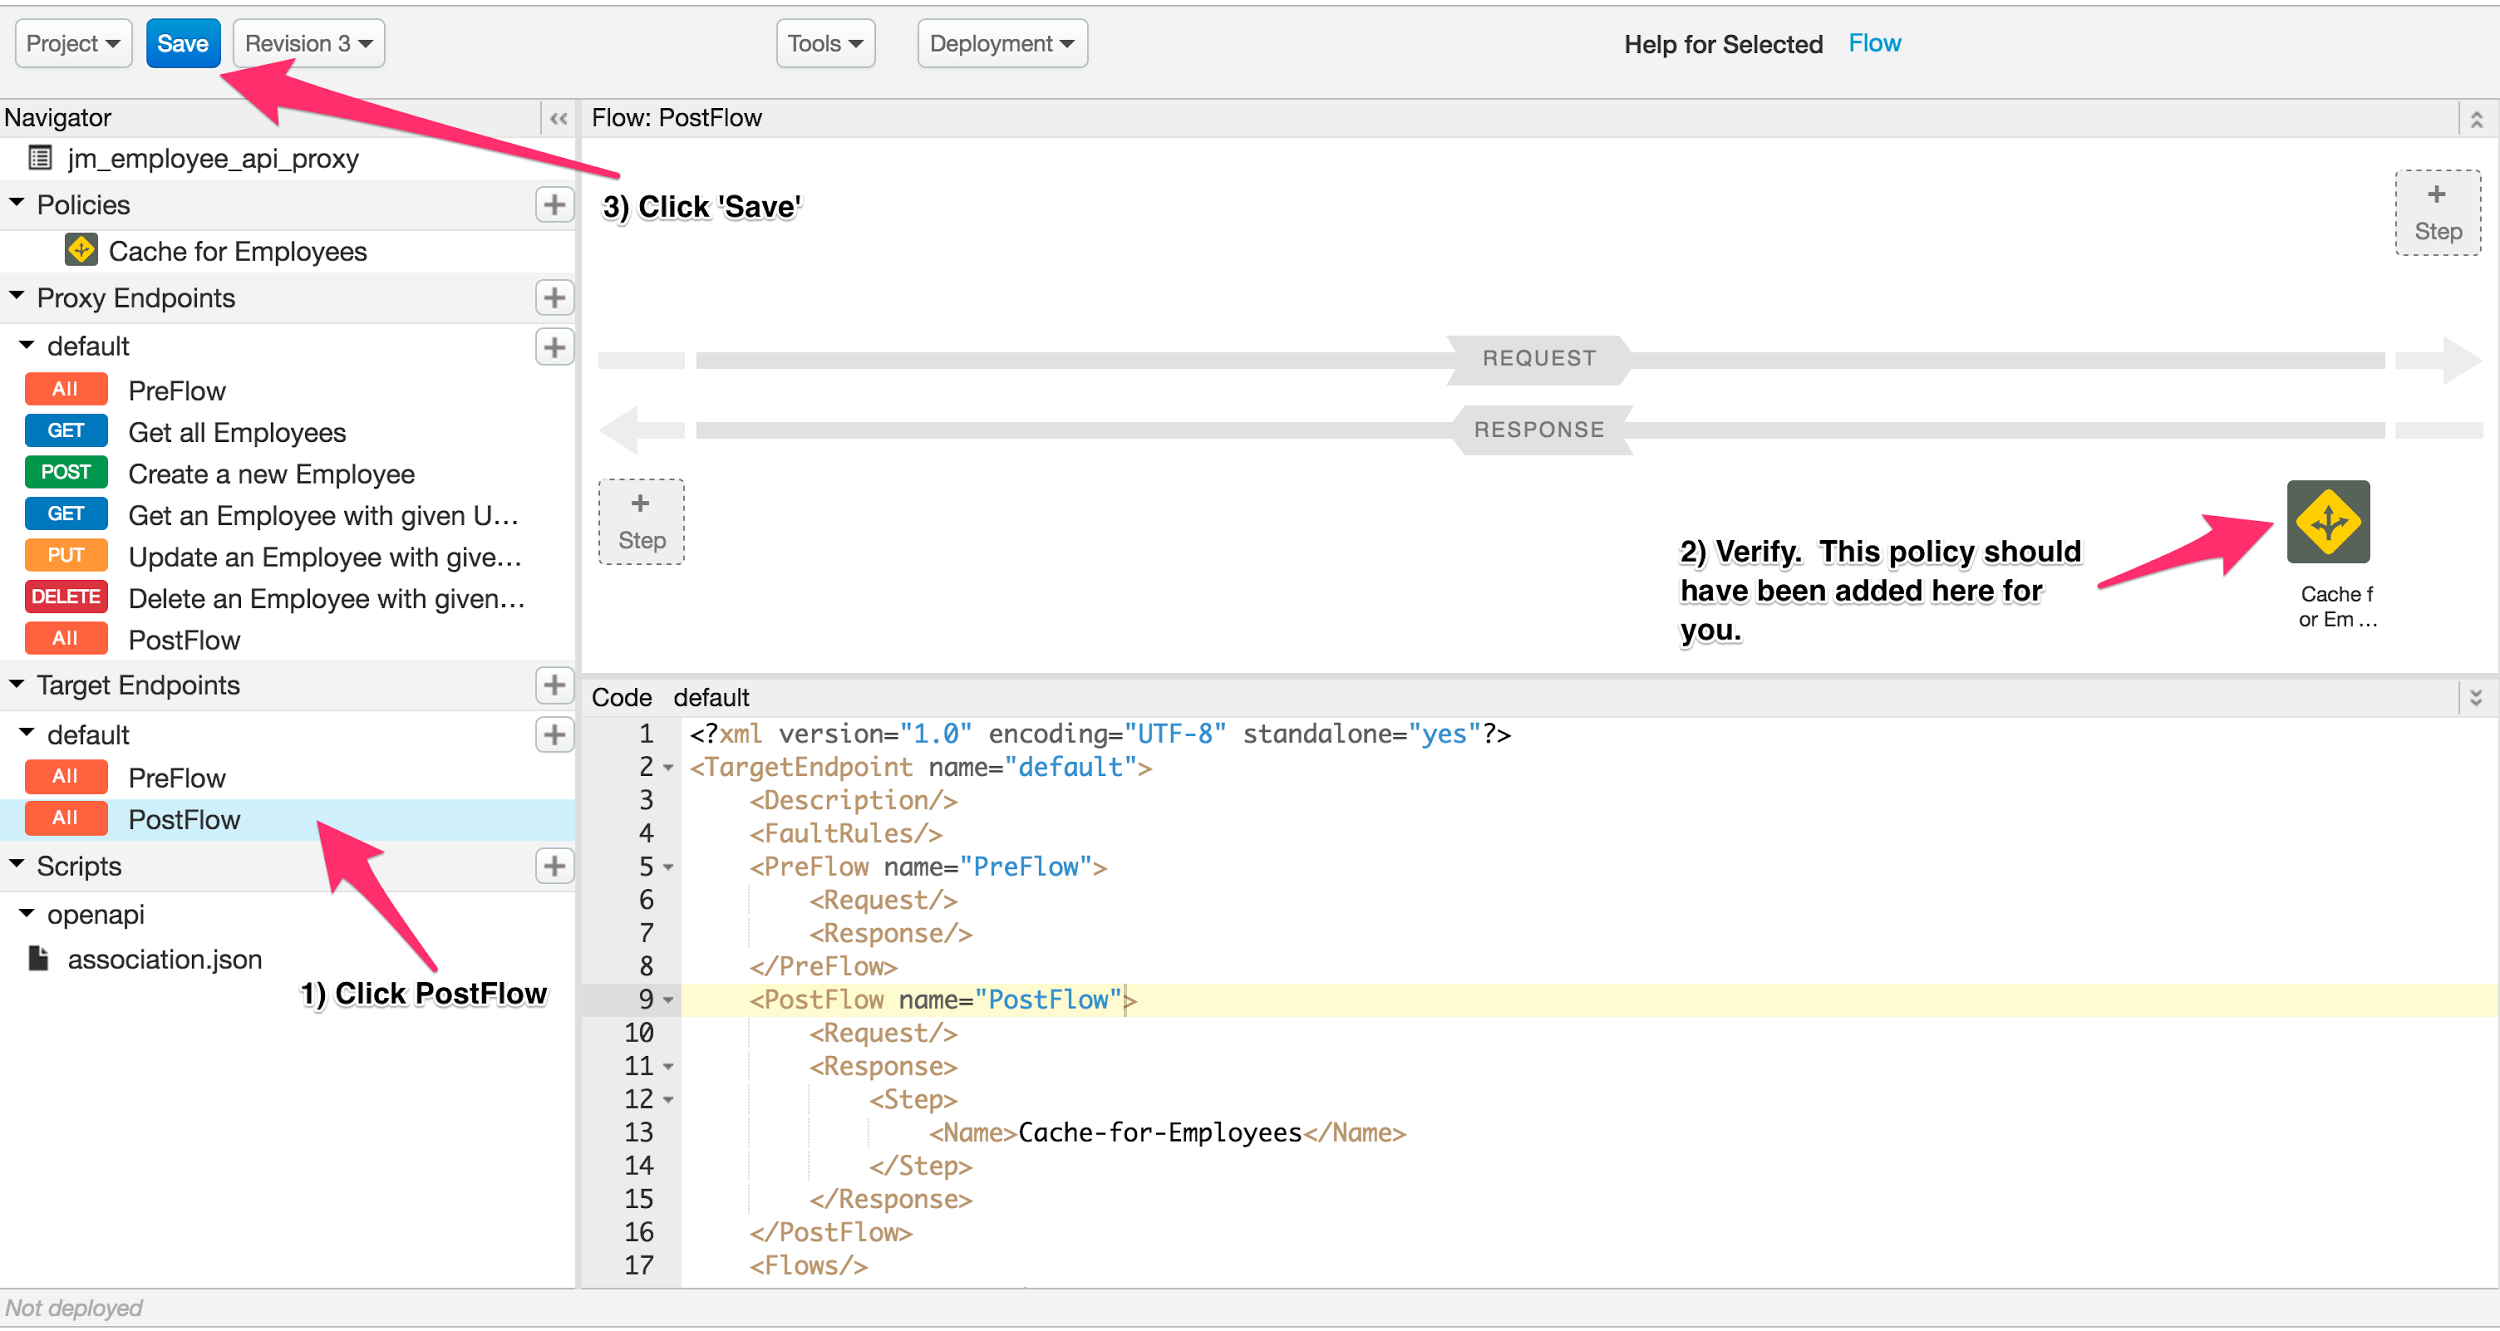 Project Save Revision 3 Tools Deployment Help for Selected Flow
Navigator
jm_employee_api_proxy
Policies
Cache for Employees
Proxy Endpoints
default
All PreFlow
GET Get all Employees
POST Create a new Employee
GET Get an Employee with given U...
PUT Update an Employee with give...
DELETE Delete an Employee with given...
All PostFlow
Target Endpoints
default
All PreFlow
All PostFlow
Scripts
openapi
association.json
1) Click PostFlow
Flow: PostFlow
3) Click 'Save'
+
Step
REQUEST
RESPONSE
+
Step
2) Verify. This policy should
have been added here for
you.
Cache f
or Em ...
Code default
1 <?xml version="1.0" encoding="UTF-8" standalone="yes"?>
2 <TargetEndpoint name="default">
3 <Description/>
4 <FaultRules/>
5 <PreFlow name="PreFlow">
6 <Request/>
7 <Response/>
8 </PreFlow>
9 <PostFlow name="PostFlow">
10 <Request/>
11 <Response>
12 <Step>
13 <Name>Cache-for-Employees</Name>
14 </Step>
15 </Response>
16 </PostFlow>
17 <Flows/>
Not deployed